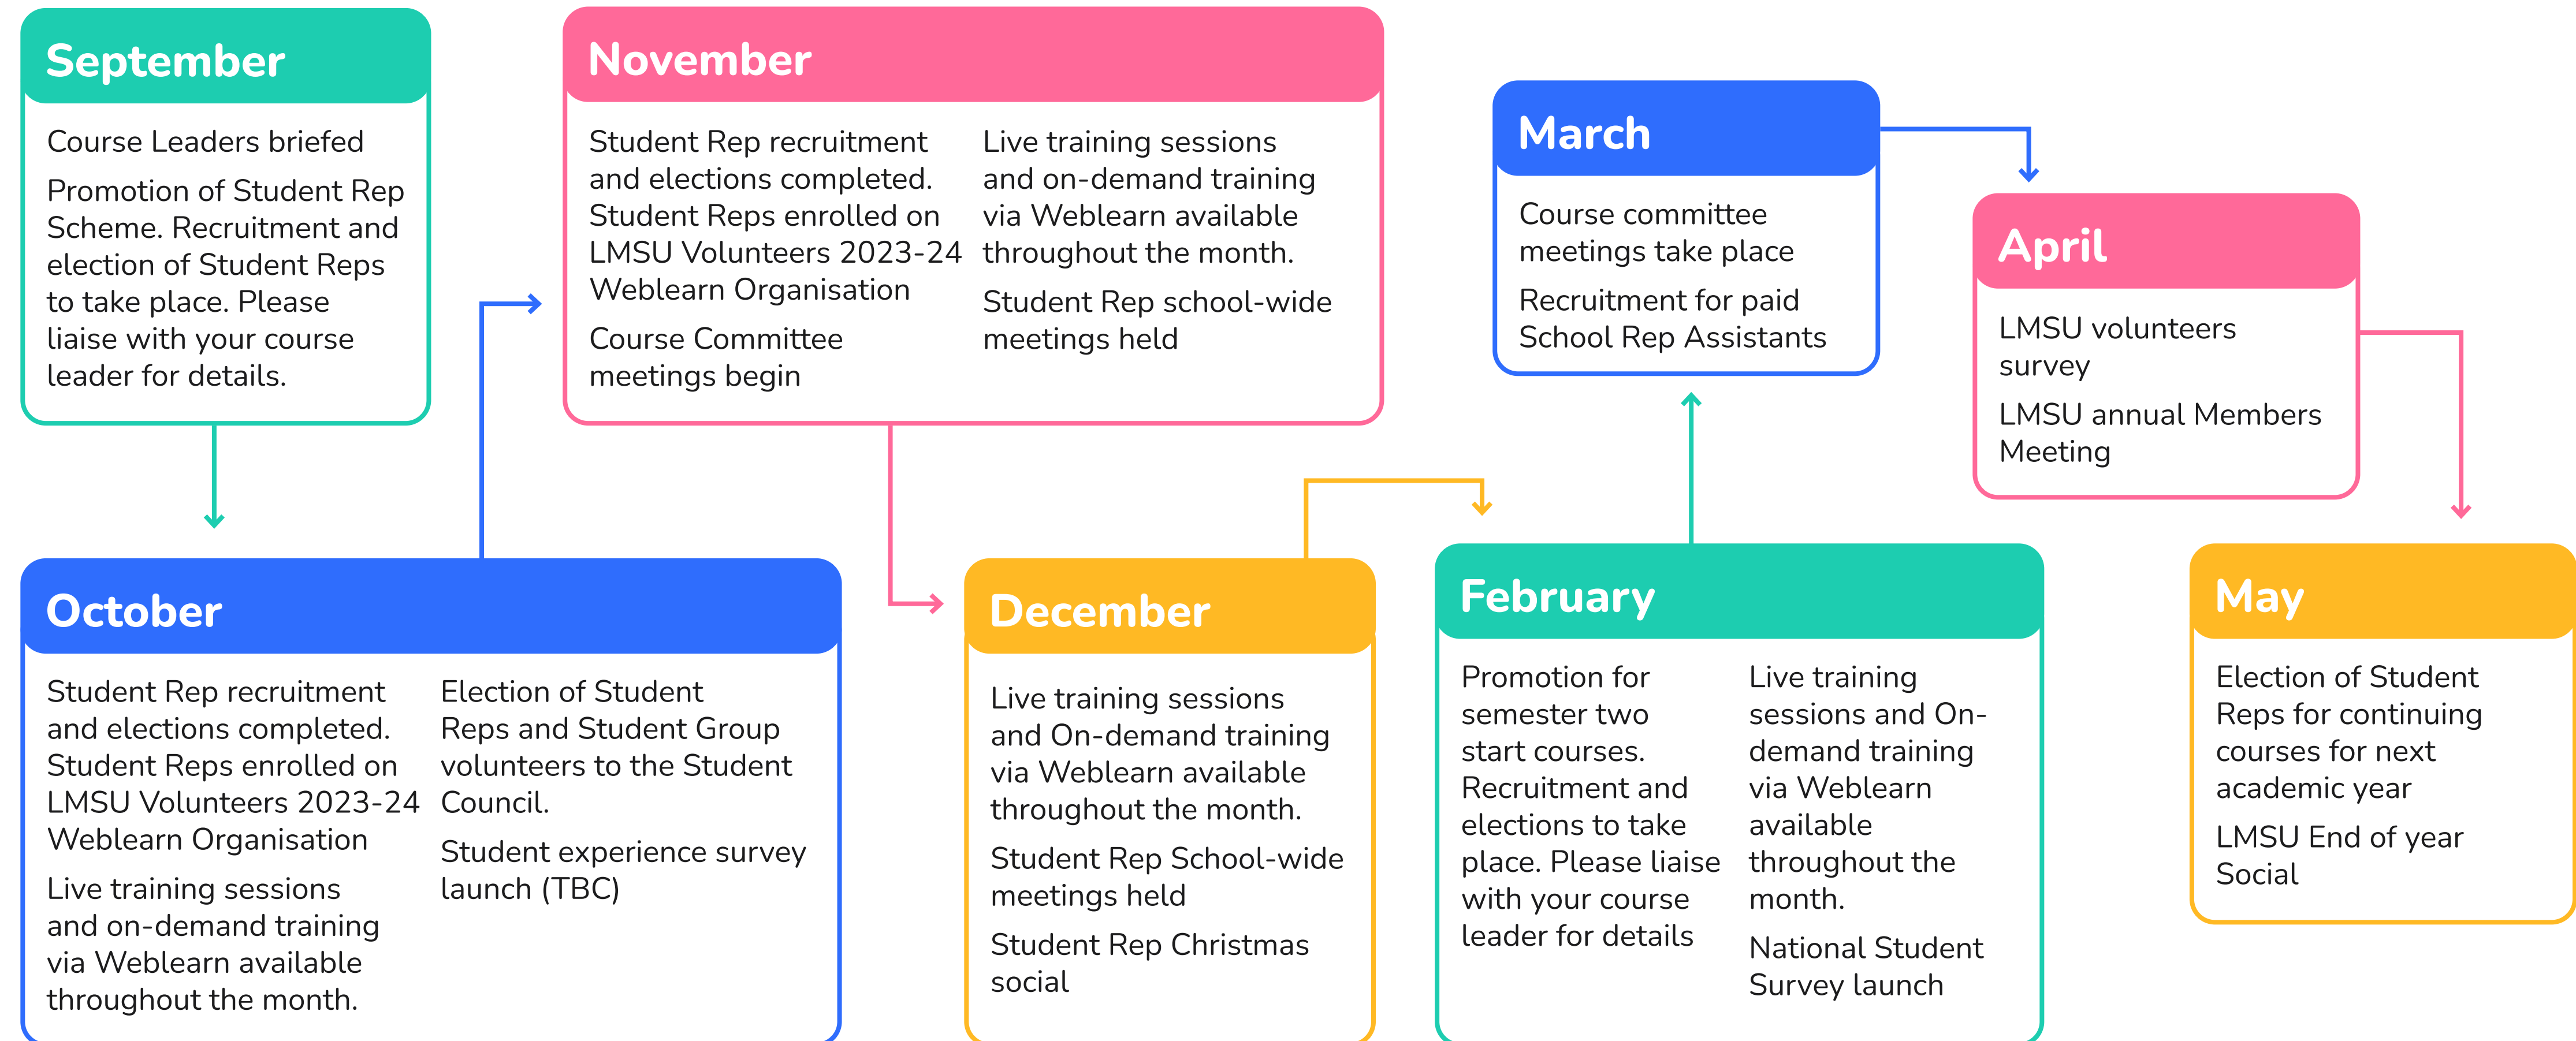 September
Course Leaders briefed
Promotion of Student Rep
Scheme. Recruitment and
election of Student Reps
to take place. Please
liaise with your course
leader for details.
October
Student Rep recruitment
and elections completed.
Student Reps enrolled on
LMSU Volunteers 2023-24
Weblearn Organisation
Live training sessions
and on-demand training
via Weblearn available
throughout the month.
Election of Student
Reps and Student Group
volunteers to the Student
Council.
Student experience survey
launch (TBC)
November
Student Rep recruitment
and elections completed.
Student Reps enrolled on
LMSU Volunteers 2023-24
Weblearn Organisation
Course Committee
meetings begin
Live training sessions
and on-demand training
via Weblearn available
throughout the month.
Student Rep school-wide
meetings held
December
Live training sessions
and On-demand training
via Weblearn available
throughout the month.
Student Rep School-wide
meetings held
Student Rep Christmas
social
February
Promotion for
semester two
start courses.
Recruitment and
elections to take
place. Please liaise
with your course
leader for details
Live training
sessions and On-
demand training
via Weblearn
available
throughout the
month.
National Student
Survey launch
March
Course committee
meetings take place
Recruitment for paid
School Rep Assistants
April
LMSU volunteers
survey
LMSU annual Members
Meeting
May
Election of Student
Reps for continuing
courses for next
academic year
LMSU End of year
Social